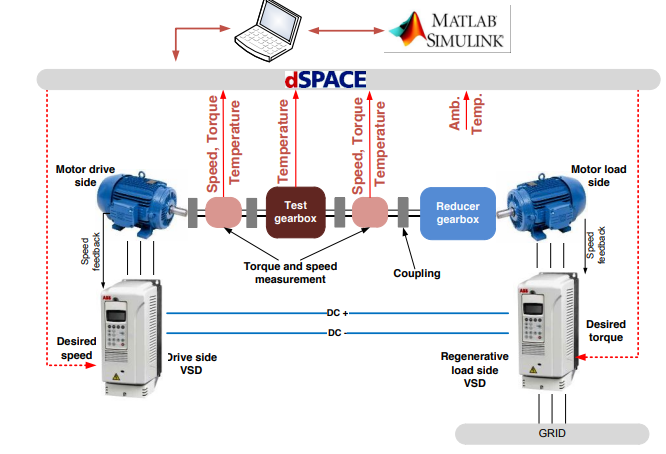 MATLAB
SIMULINK
dSPACE
Speed, Torque
Temperature
Temperature
Speed, Torque
Temperature
Amb.
Temp.
Motor drive
side
Motor load
side
Test
gearbox
Reducer
gearbox
Speed
feedback
Speed
feedback
Torque and speed
measurement
Coupling
ABB
ABB
DC +
DC -
Desired
speed
Desired
torque
Drive side
VSD
Regenerative
load side
VSD
GRID